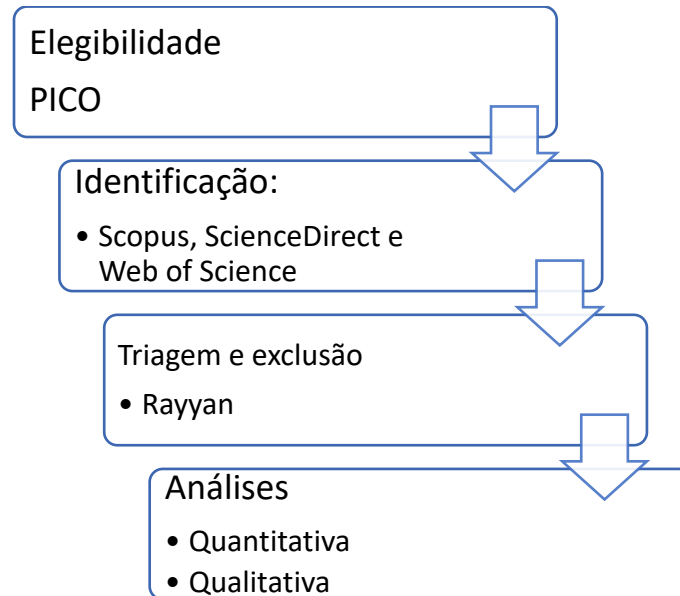 Elegibilidade
PICO
Identificação:
• Scopus, ScienceDirect e
Web of Science
Triagem e exclusão
• Rayyan
Análises
• Quantitativa
• Qualitativa